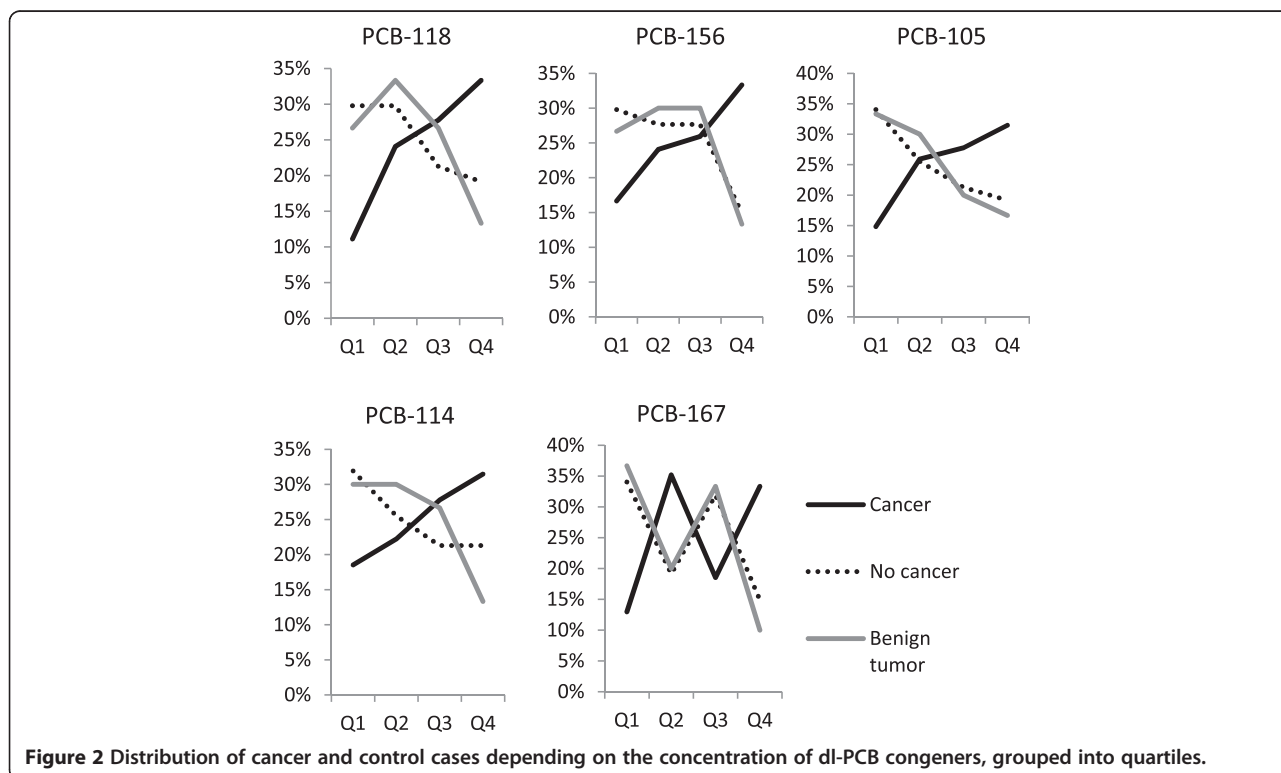 PCB-118
35%
30%
25%
20%
15%
10%
5%
0%
Q1 Q2 Q3 Q4
PCB-156
35%
30%
25%
20%
15%
10%
5%
0%
Q1 Q2 Q3 Q4
PCB-105
40%
35%
30%
25%
20%
15%
10%
5%
0%
Q1 Q2 Q3 Q4
PCB-114
35%
30%
25%
20%
15%
10%
5%
0%
Q1 Q2 Q3 Q4
PCB-167
40%
35%
30%
25%
20%
15%
10%
5%
0%
Q1 Q2 Q3 Q4
Cancer
No cancer
Benign
tumor
Figure 2 Distribution of cancer and control cases depending on the concentration of dl-PCB congeners, grouped into quartiles.